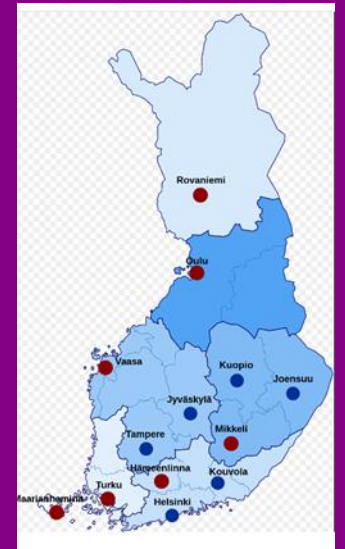 Rovaniemi
Oulu
Vaasa
Kuopio
Joensuu
Jyväskylä
Tampere
Mikkeli
Hämeenlinna
Kouvola
Turku
Maarianhamina
Helsinki